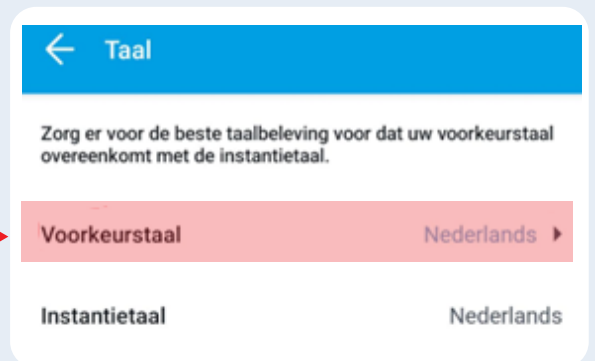 Taal
Zorg er voor de beste taalbeleving voor dat uw voorkeurstaal
overeenkomt met de instantietaal.
Voorkeurstaal Nederlands
Instantietaal Nederlands